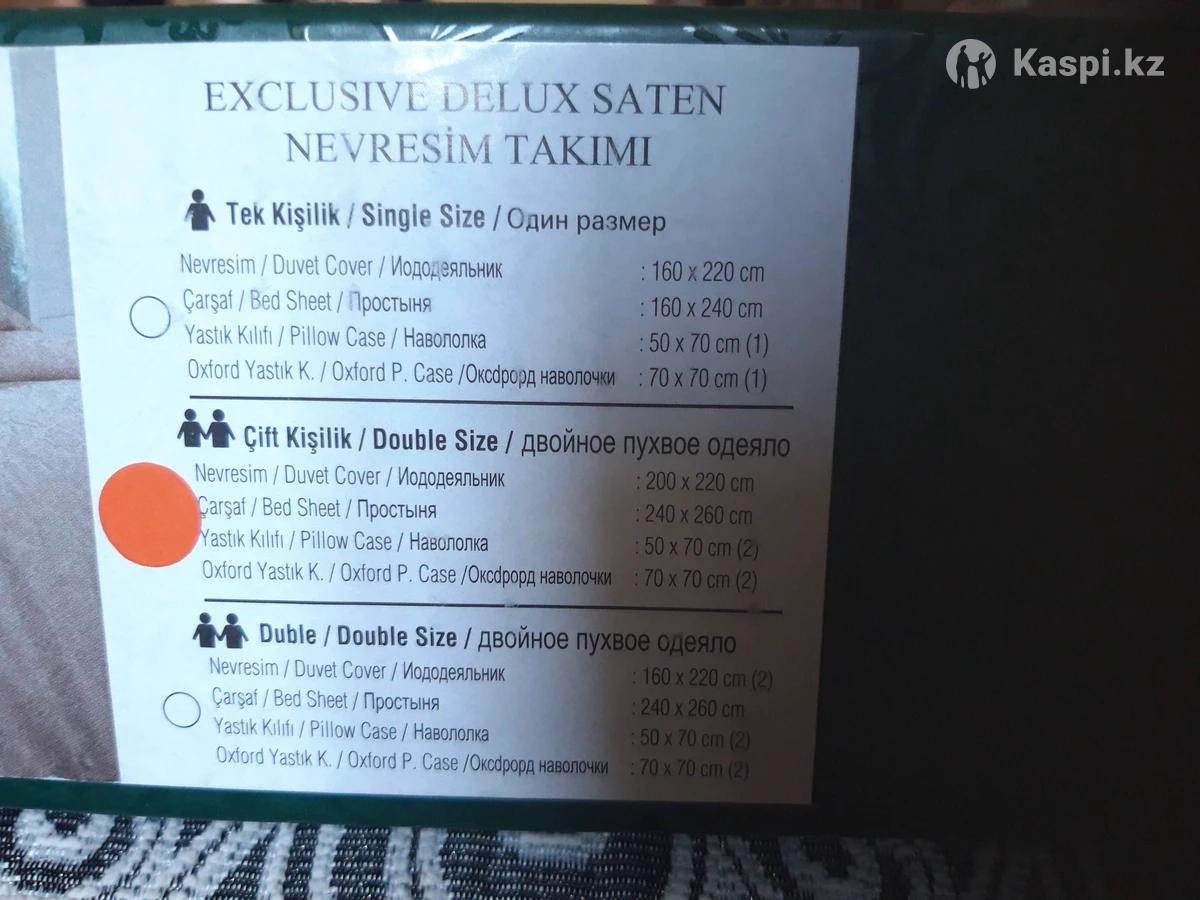 Kaspi.kz
EXCLUSIVE DELUX SATEN
NEVRESİM TAKIMI
Tek Kişilik / Single Size / Один размер
Nevresim / Duvet Cover / Иододеяльник : 160 x 220 cm
Çarşaf / Bed Sheet / Простыня : 160 x 240 cm
Yastık Kılıfı / Pillow Case / Навололка : 50 x 70 cm (1)
Oxford Yastık K. / Oxford P. Case /Оксdрорд наволочки : 70 x 70 cm (1)
Çift Kişilik / Double Size / двойное пухвое одеяло
Nevresim / Duvet Cover / Иододеяльник : 200 x 220 cm
Çarşaf / Bed Sheet / Простыня : 240 x 260 cm
Yastık Kılıfı / Pillow Case / Навололка : 50 x 70 cm (2)
Oxford Yastık K. / Oxford P. Case /Оксdрорд наволочки : 70 x 70 cm (2)
Duble / Double Size / двойное пухвое одеяло
Nevresim / Duvet Cover / Иододеяльник : 160 x 220 cm (2)
Çarşaf / Bed Sheet / Простыня : 240 x 260 cm
Yastık Kılıfı / Pillow Case / Навололка : 50 x 70 cm (2)
Oxford Yastık K. / Oxford P. Case /Оксdрорд наволочки : 70 x 70 cm (2)